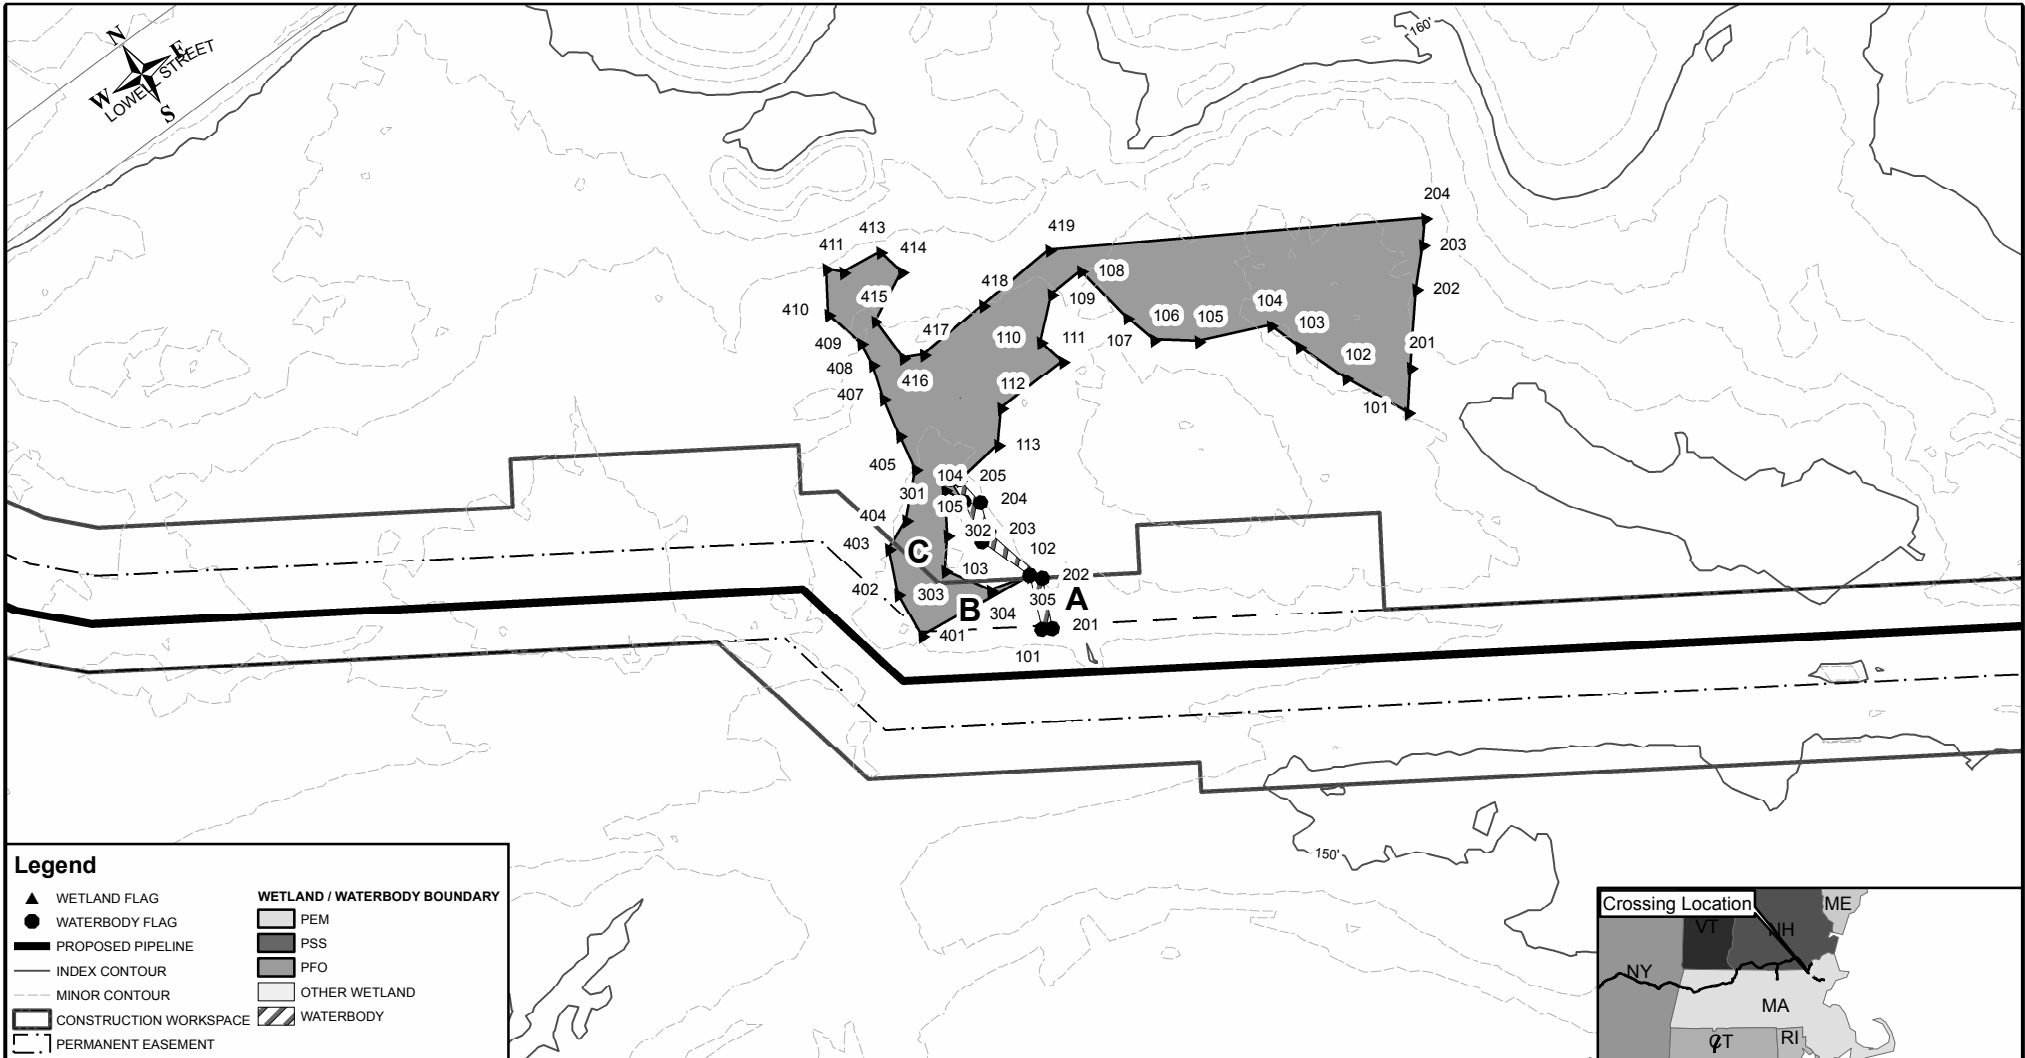 N
E
W
S
LOWELL STREET
160'
204
203
202
201
419
413
411
414
418
108
415
109
410
417
104
106
105
103
409
110
111
107
102
408
416
112
407
101
113
405
104
205
301
105
204
404
302
203
403
C
102
103
202
402
303
B
304
305
A
401
201
101
150'
Legend
WETLAND FLAG
WATERBODY FLAG
PROPOSED PIPELINE
INDEX CONTOUR
MINOR CONTOUR
CONSTRUCTION WORKSPACE
PERMANENT EASEMENT
WETLAND / WATERBODY BOUNDARY
PEM
PSS
PFO
OTHER WETLAND
WATERBODY
Crossing Location
ME
VT
NH
NY
MA
CT
RI